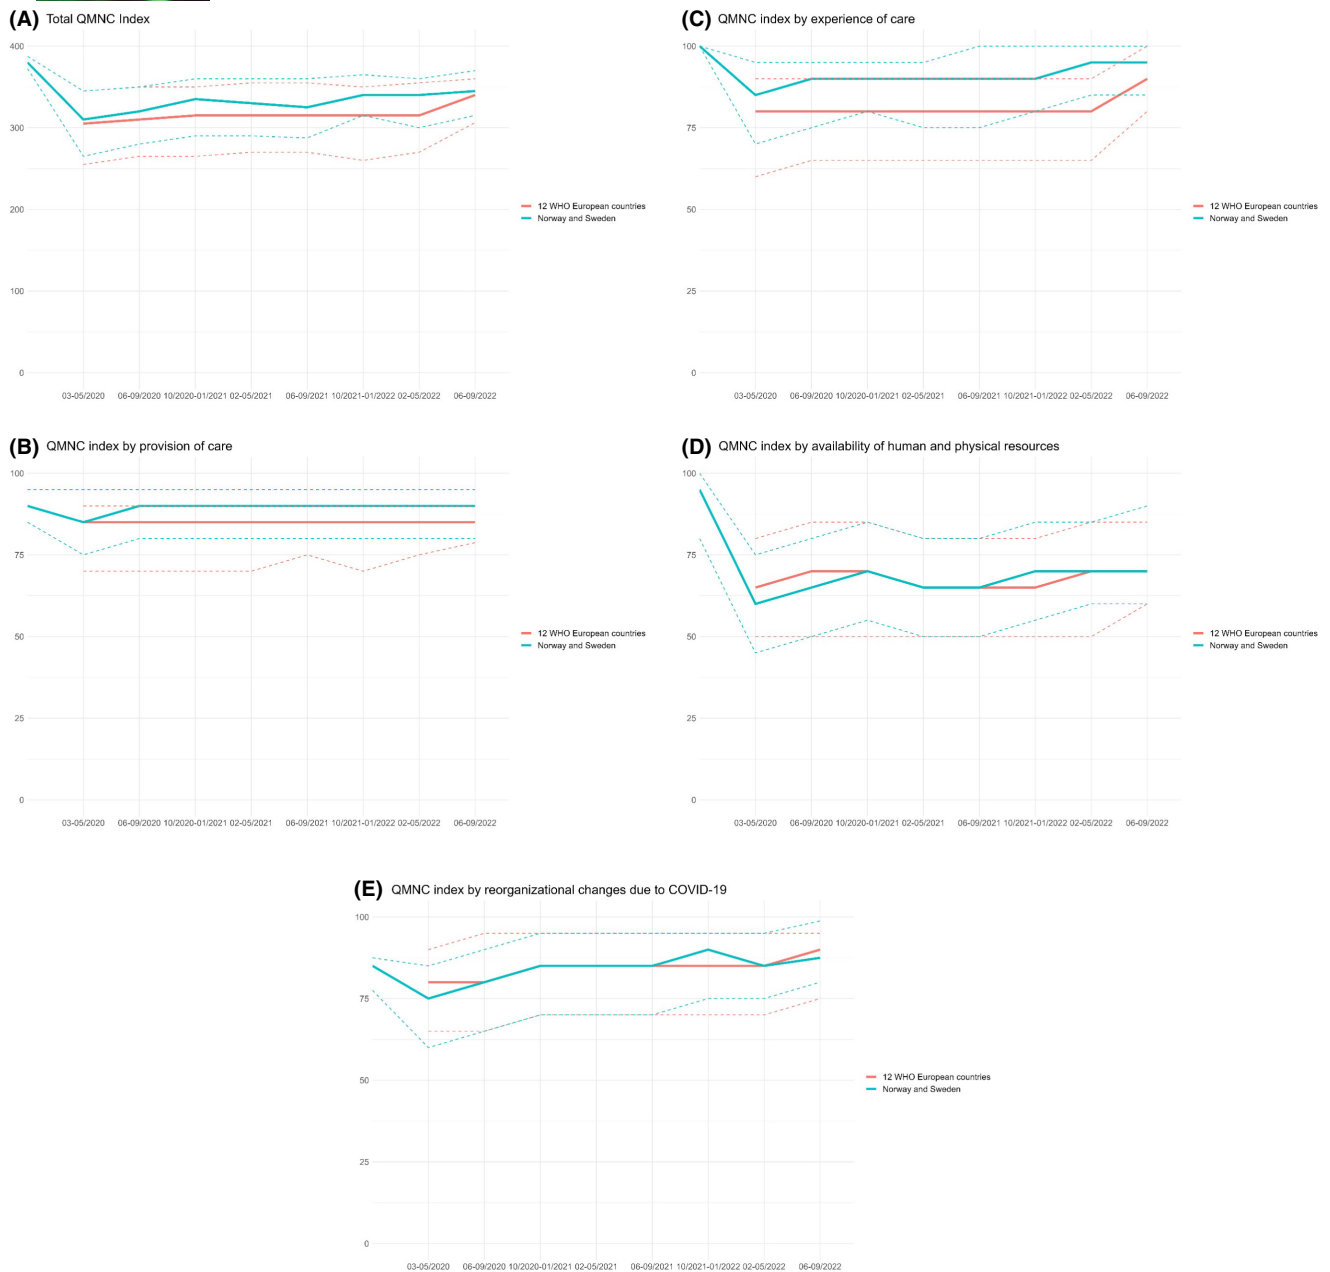 (A) Total QMNC Index
400
300
200
100
0
03-05/2020 06-09/2020 10/2020-01/2021 02-05/2021 06-09/2021 10/2021-01/2022 02-05/2022 06-09/2022
12 WHO European countries
Norway and Sweden
(C) QMNC index by experience of care
100
75
50
25
0
03-05/2020 06-09/2020 10/2020-01/2021 02-05/2021 06-09/2021 10/2021-01/2022 02-05/2022 06-09/2022
12 WHO European countries
Norway and Sweden
(B) QMNC index by provision of care
100
75
50
25
0
03-05/2020 06-09/2020 10/2020-01/2021 02-05/2021 06-09/2021 10/2021-01/2022 02-05/2022 06-09/2022
12 WHO European countries
Norway and Sweden
(D) QMNC index by availability of human and physical resources
100
75
50
25
0
03-05/2020 06-09/2020 10/2020-01/2021 02-05/2021 06-09/2021 10/2021-01/2022 02-05/2022 06-09/2022
12 WHO European countries
Norway and Sweden
(E) QMNC index by reorganizational changes due to COVID-19
100
75
50
25
0
03-05/2020 06-09/2020 10/2020-01/2021 02-05/2021 06-09/2021 10/2021-01/2022 02-05/2022 06-09/2022
12 WHO European countries
Norway and Sweden